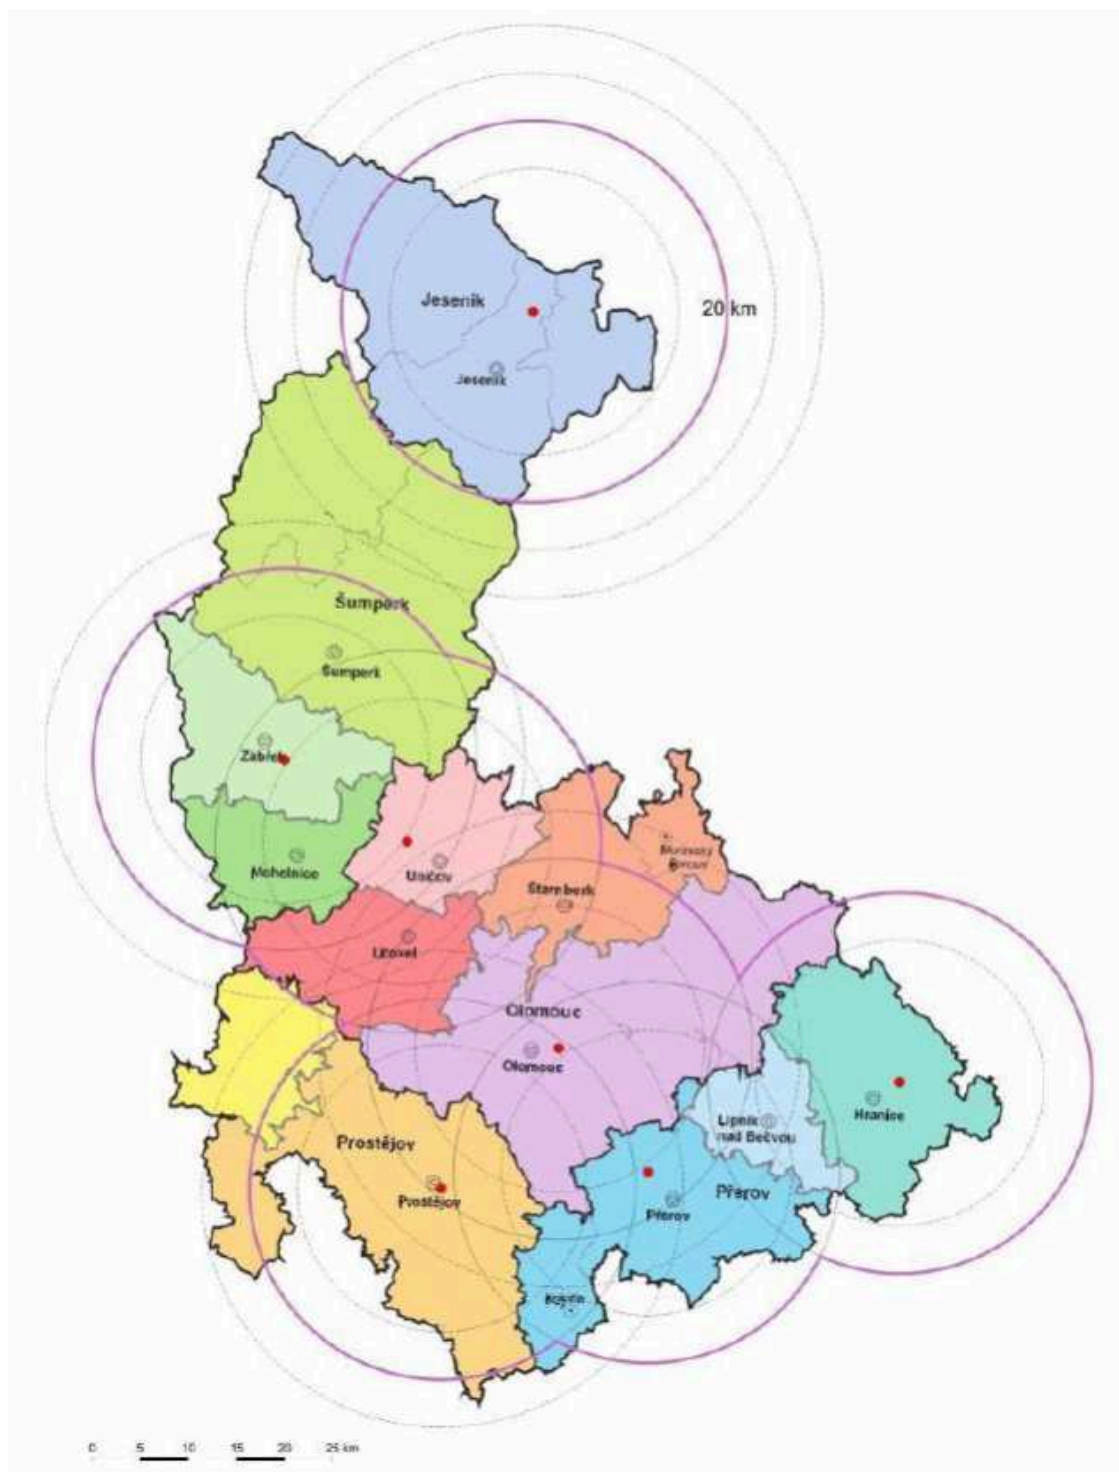 Jeseník
20 km
Jeseník
Šumperk
Šumperk
Zábřeh
Mohelnice
Uničov
Šternberk
Litovel
Olomouc
Olomouc
Hranice
Lipník
nad Bečvou
Prostějov
Prostějov
Přerov
Přerov
0 5 10 15 20 25 km